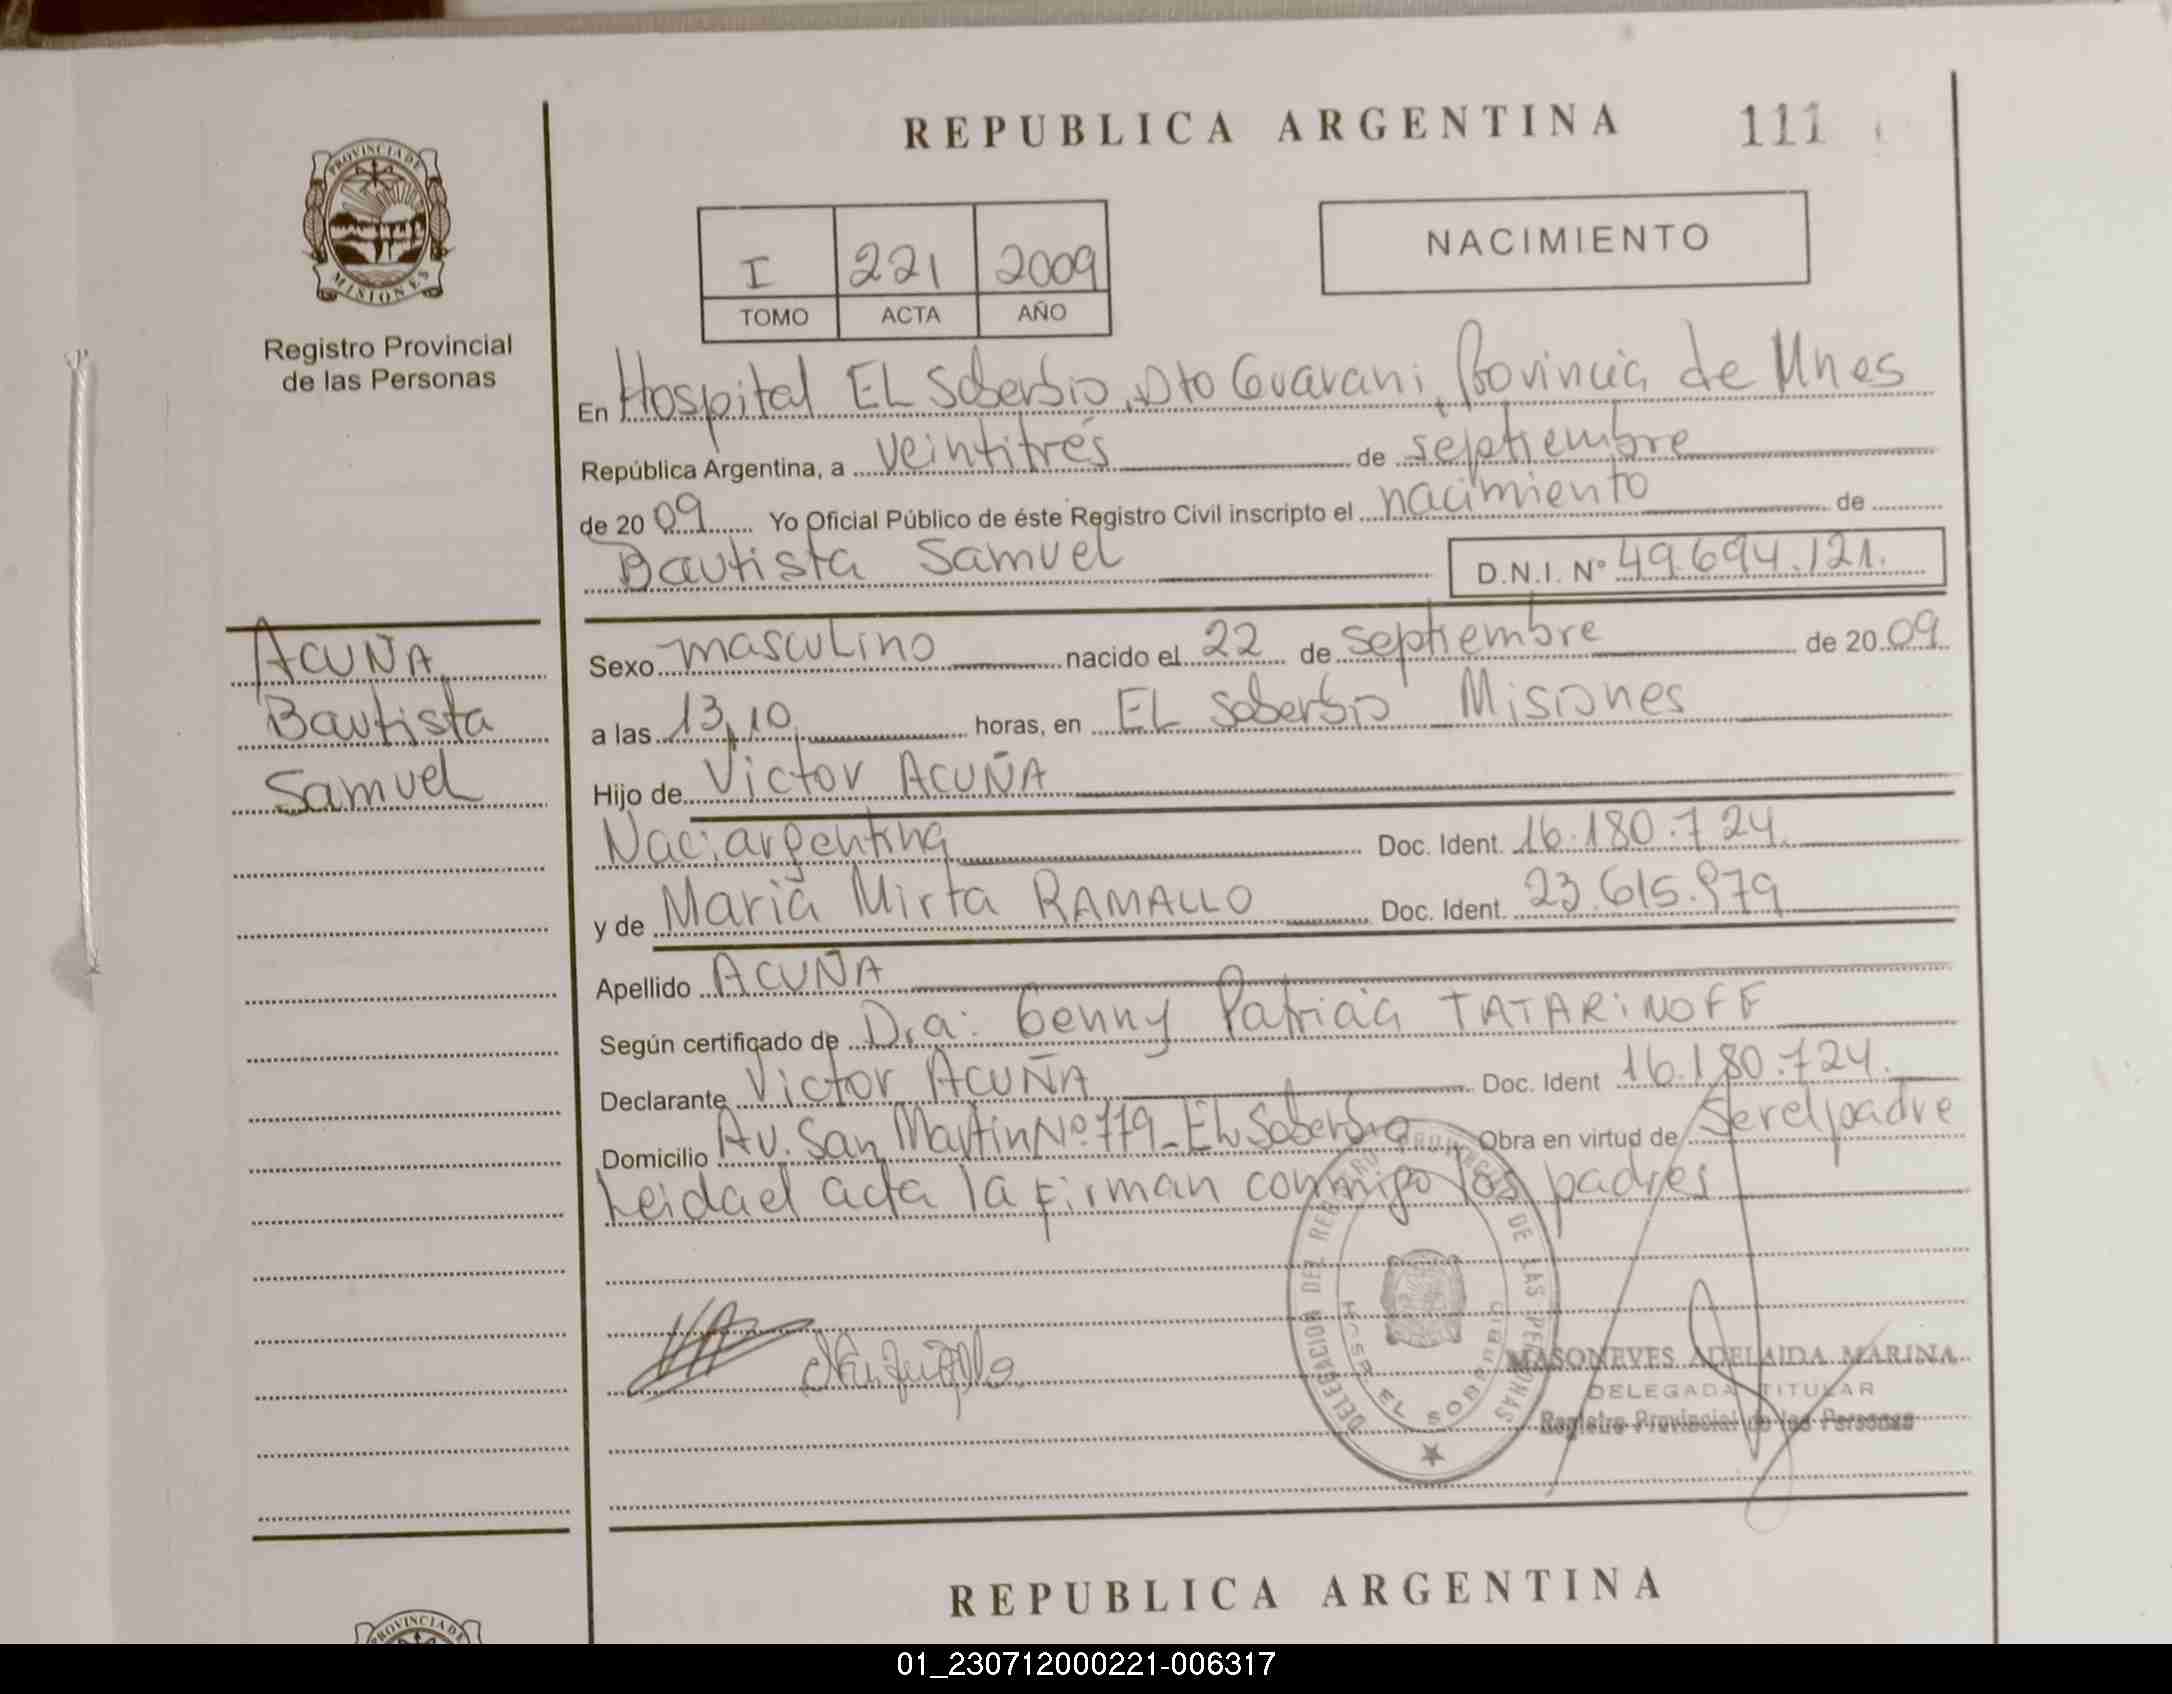 REPUBLICA ARGENTINA 111
PROVINCIA DE
MISIONES
Registro Provincial
de las Personas
I 221 2009
TOMO ACTA AÑO
NACIMIENTO
En Hospital EL Soberbio, Dto Guarani, Provincia de Mnes
República Argentina, a veintitrés de septiembre
de 2009 Yo Oficial Público de éste Registro Civil inscripto el nacimiento de
Bautista Samuel D.N.I. Nº 49.694.121.
ACUÑA
Bautista
Samuel
Sexo masculino nacido el 22 de septiembre de 2009
a las 13,10 horas, en EL Soberbio Misiones
Hijo de Victor ACUÑA
Nac: argentina Doc. Ident. 16.180.724.
y de Maria Mirta RAMALLO Doc. Ident. 23.615.979
Apellido ACUÑA
Según certificado de Dra: Genny Patricia TATARiNOFF
Declarante Victor ACUÑA Doc. Ident 16.180.724.
Domicilio Av. San Martin Nº 779 - EL Soberbio Obra en virtud de Ser el padre
Leida el acta la firman conmigo los padres
DELEGACION DEL REGISTRO PROVINCIAL DE LAS PERSONAS
HOSP. EL SOBERBIO
MASONEVES ADELAIDA MARINA
DELEGADA TITULAR
Registro Provincial de las Personas
REPUBLICA ARGENTINA
PROVINCIA DE
01_230712000221-006317